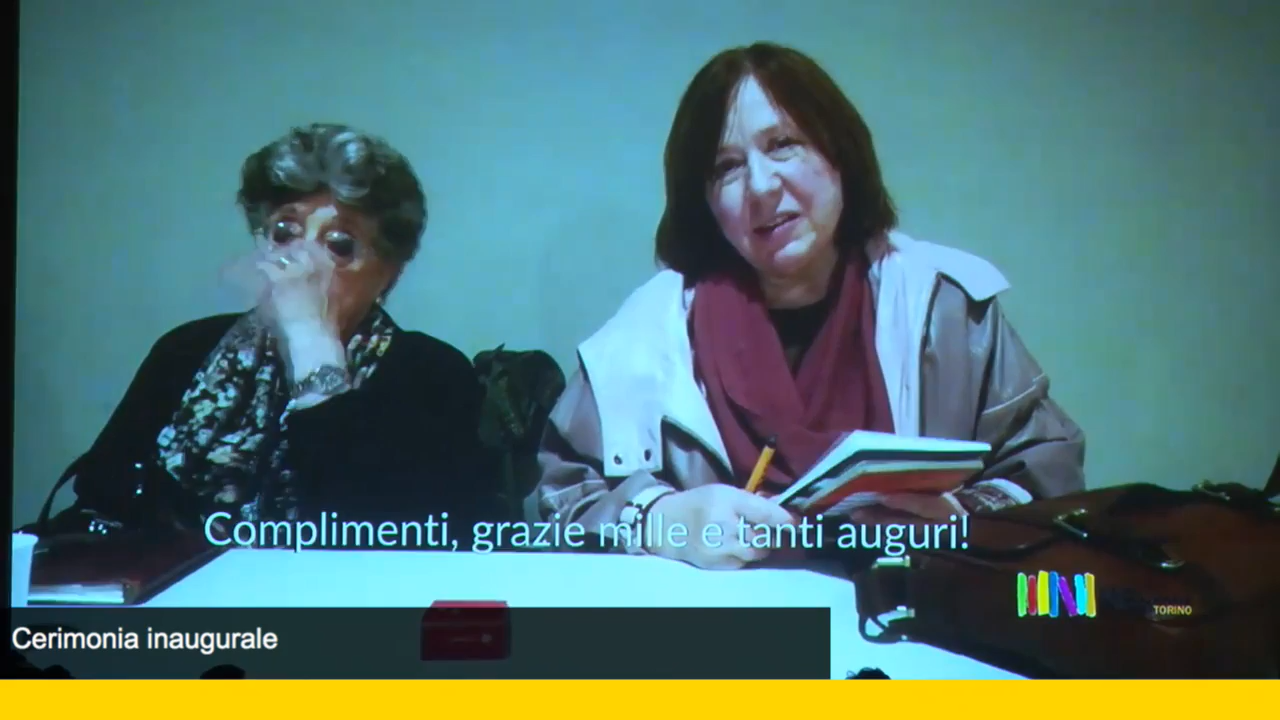 Complimenti, grazie mille e tanti auguri!
TORINO
Cerimonia inaugurale